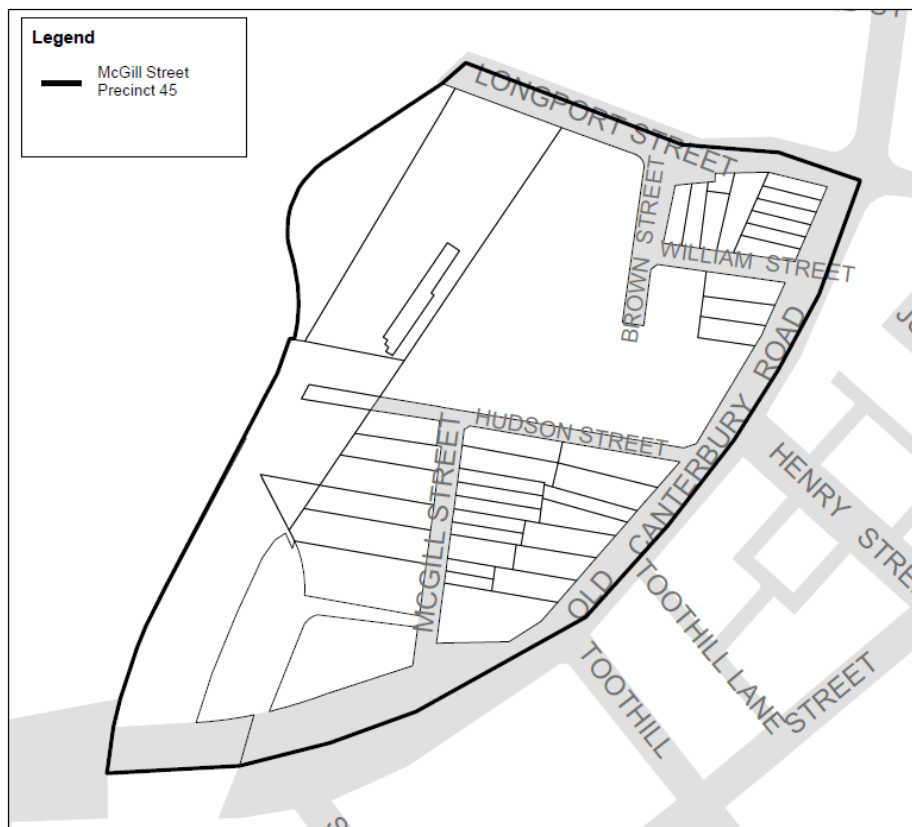 Legend
McGill Street
Precinct 45
LONGPORT STREET
BROWN STREET
WILLIAM STREET
OLD CANTERBURY ROAD
HUDSON STREET
MCGILL STREET
HENRY
TOOTHILL LANE
TOOTHILL
STREET